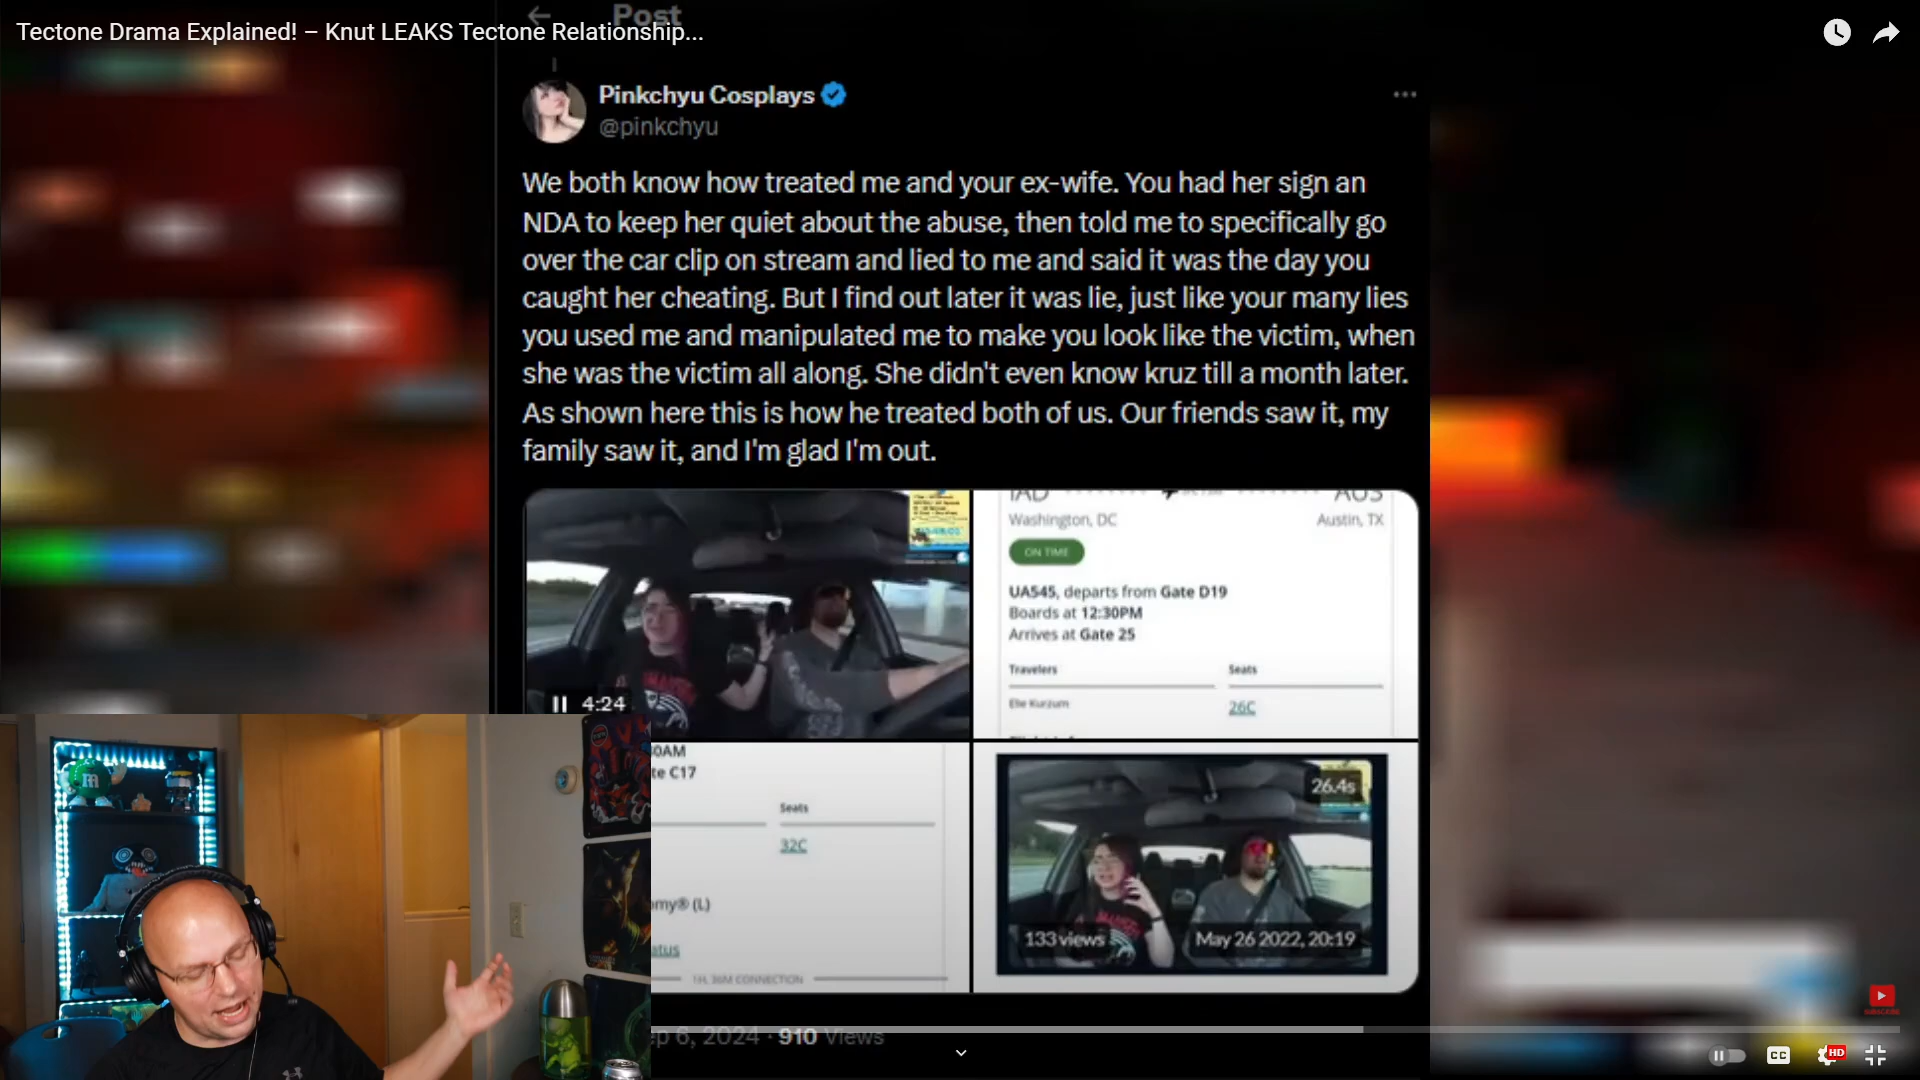 Tectone Drama Explained! – Knut LEAKS Tectone Relationship...
Post
Pinkchyu Cosplays
@pinkchyu
We both know how treated me and your ex-wife. You had her sign an
NDA to keep her quiet about the abuse, then told me to specifically go
over the car clip on stream and lied to me and said it was the day you
caught her cheating. But I find out later it was lie, just like your many lies
you used me and manipulated me to make you look like the victim, when
she was the victim all along. She didn't even know kruz till a month later.
As shown here this is how he treated both of us. Our friends saw it, my
family saw it, and I'm glad I'm out.
4:24
IAD AUS
Washington, DC Austin, TX
ON TIME
UA545, departs from Gate D19
Boards at 12:30PM
Arrives at Gate 25
Travelers Seats
Elie Kurzum 26C
0AM
te C17
Seats
32C
omy® (L)
atus
1H, 36M CONNECTION
26.4s
133 views May 26 2022, 20:19
ep 6, 2024 · 910 Views
SUBSCRIBE
CC
HD